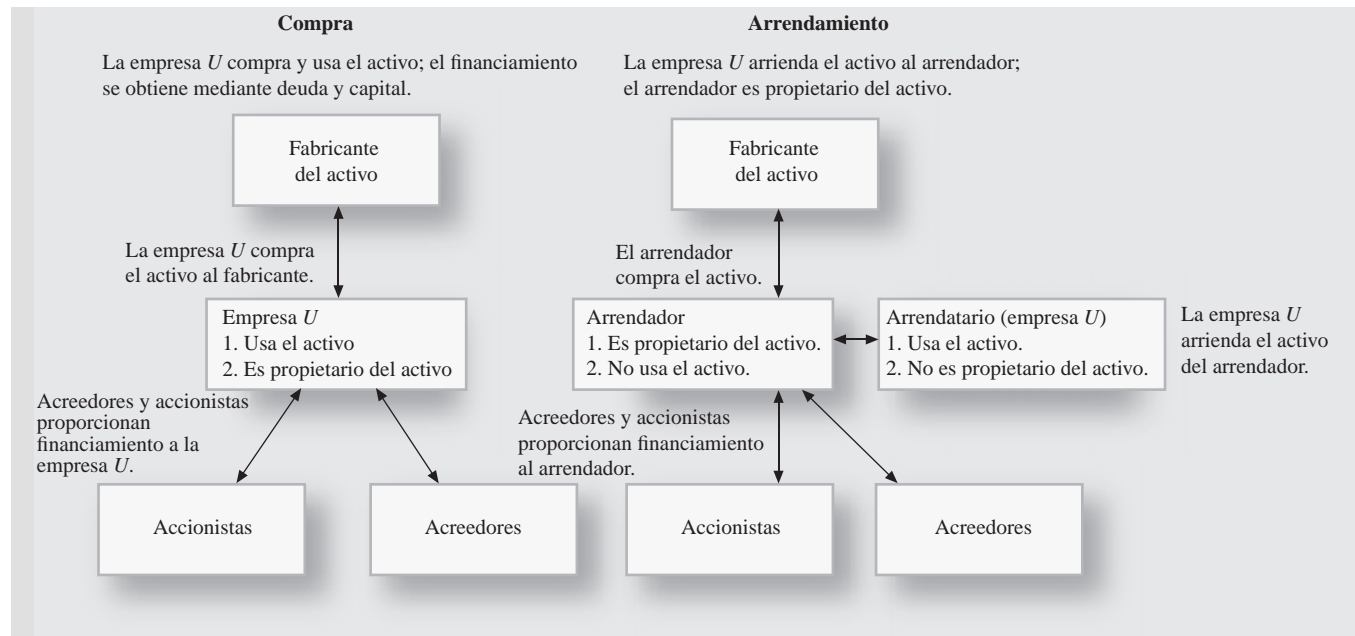 Compra
La empresa U compra y usa el activo; el financiamiento
se obtiene mediante deuda y capital.
Fabricante
del activo
La empresa U compra
el activo al fabricante.
Empresa U
1. Usa el activo
2. Es propietario del activo
Acreedores y accionistas
proporcionan
financiamiento a la
empresa U.
Accionistas
Acreedores
Arrendamiento
La empresa U arrienda el activo al arrendador;
el arrendador es propietario del activo.
Fabricante
del activo
El arrendador
compra el activo.
Arrendador
1. Es propietario del activo.
2. No usa el activo.
Arrendatario (empresa U)
1. Usa el activo.
2. No es propietario del activo.
La empresa U
arrienda el activo
del arrendador.
Acreedores y accionistas
proporcionan financiamiento
al arrendador.
Accionistas
Acreedores